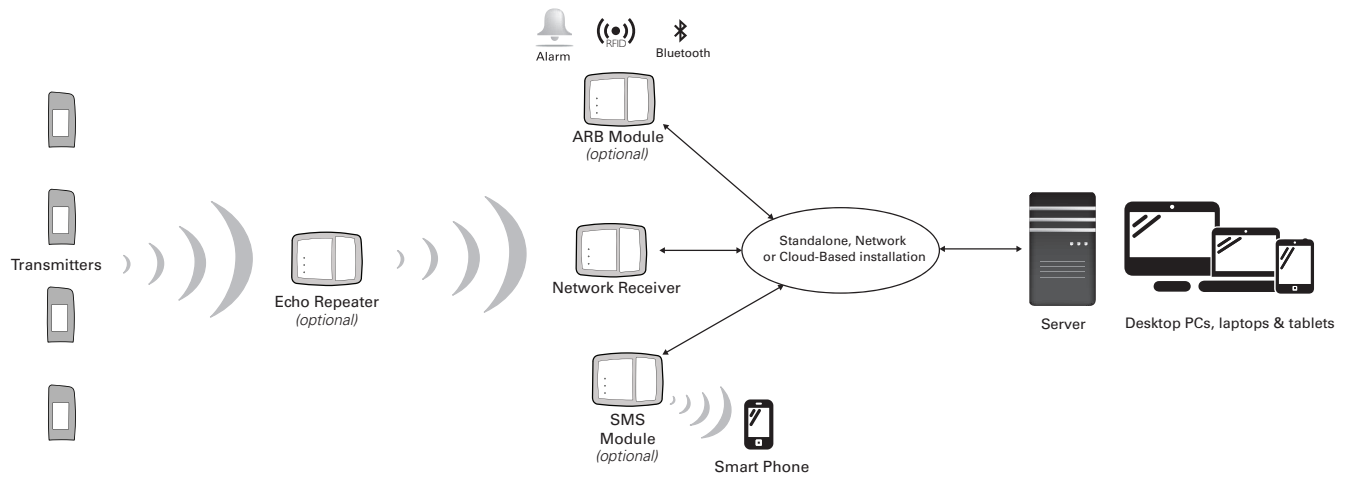 Alarm
RFID
Bluetooth
ARB Module
(optional)
Transmitters
Echo Repeater
(optional)
Network Receiver
Standalone, Network
or Cloud-Based installation
Server
Desktop PCs, laptops & tablets
SMS
Module
(optional)
Smart Phone